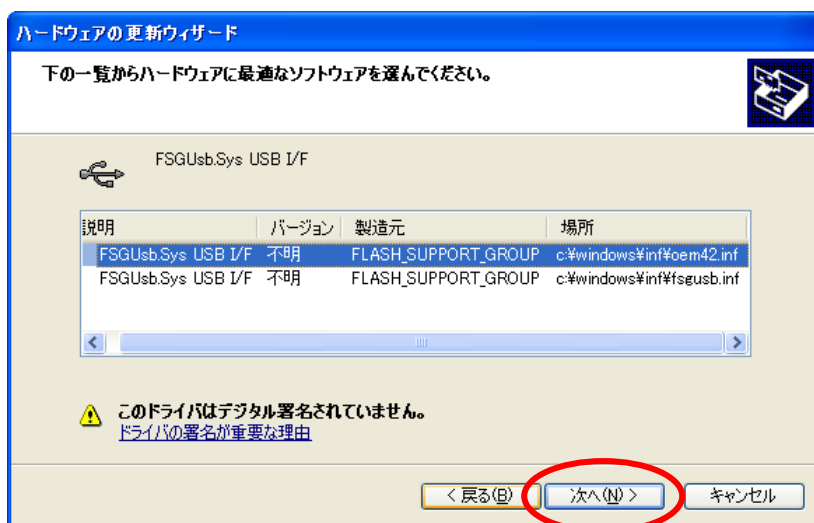 ハードウェアの更新ウィザード
下の一覧からハードウェアに最適なソフトウェアを選んでください。
FSGUsb.Sys USB I/F
説明 バージョン 製造元 場所
FSGUsb.Sys USB I/F 不明 FLASH_SUPPORT_GROUP c:¥windows¥inf¥oem42.inf
FSGUsb.Sys USB I/F 不明 FLASH_SUPPORT_GROUP c:¥windows¥inf¥fsgusb.inf
このドライバはデジタル署名されていません。
ドライバの署名が重要な理由
< 戻る(B) 次へ(N) > キャンセル